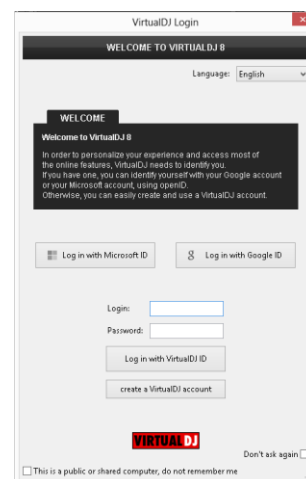 VirtualDJ Login
WELCOME TO VIRTUALDJ 8
Language: English
WELCOME
Welcome to VirtualDJ 8
In order to personalize your experience and access most of
the online features, VirtualDJ needs to identify you.
If you have one, you can identify yourself with your Google account
or your Microsoft account, using openID.
Otherwise, you can easily create and use a VirtualDJ account.
Log in with Microsoft ID
8 Log in with Google ID
Login:
Password:
Log in with VirtualDJ ID
create a VirtualDJ account
VIRTUAL DJ
Don't ask again
This is a public or shared computer, do not remember me